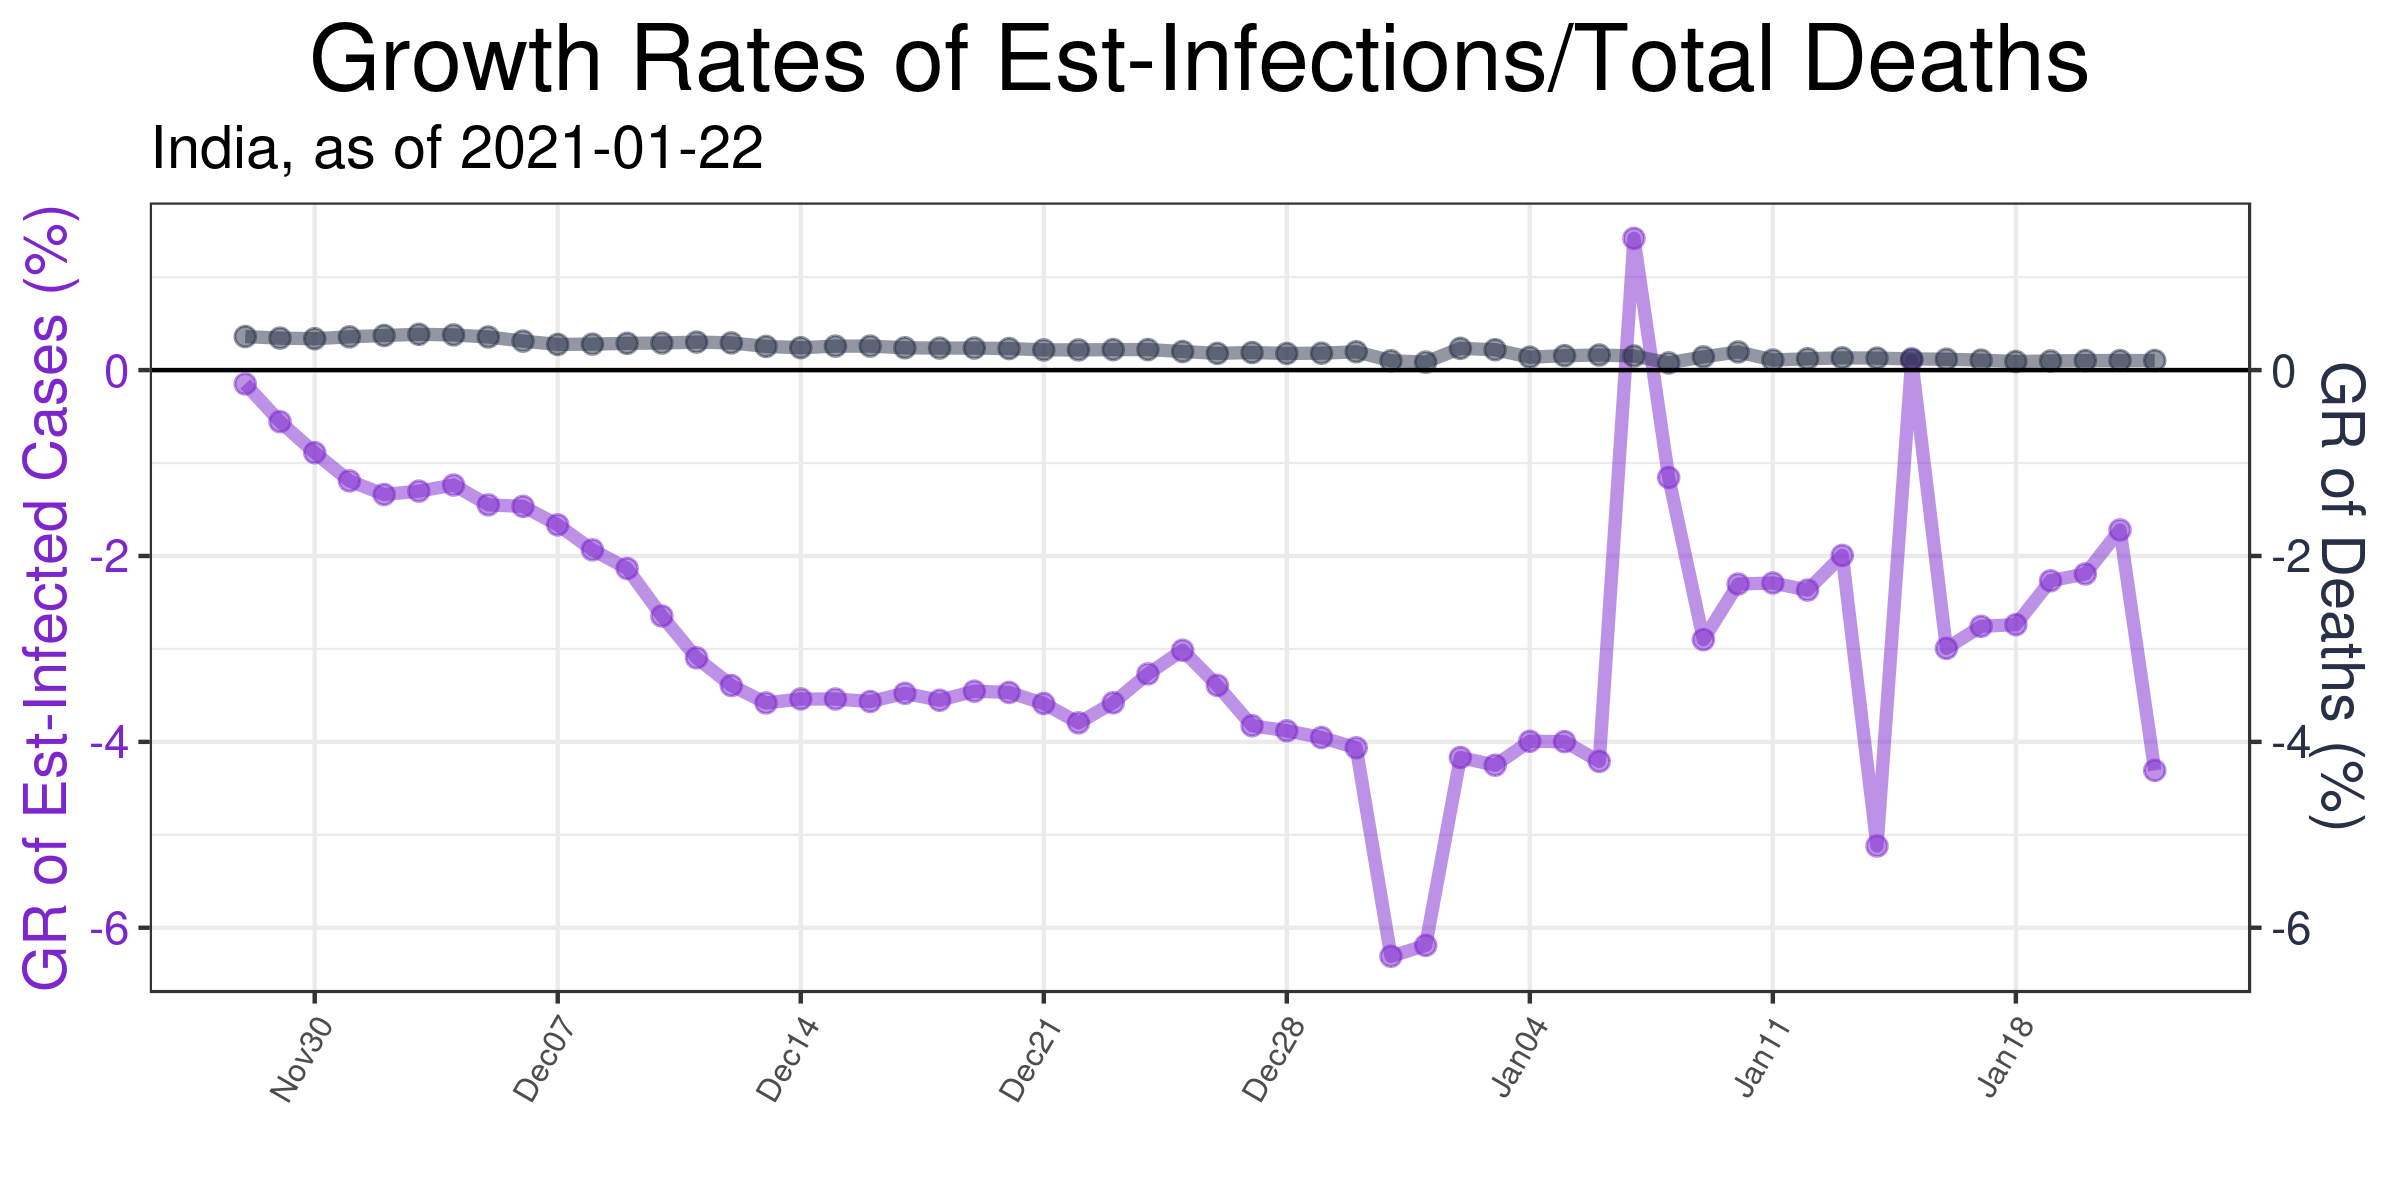 Growth Rates of Est-Infections/Total Deaths
India, as of 2021-01-22
GR of Est-Infected Cases (%)
0
-2
-4
-6
0
-2
-4
-6
GR of Deaths (%)
Nov30
Dec07
Dec14
Dec21
Dec28
Jan04
Jan11
Jan18